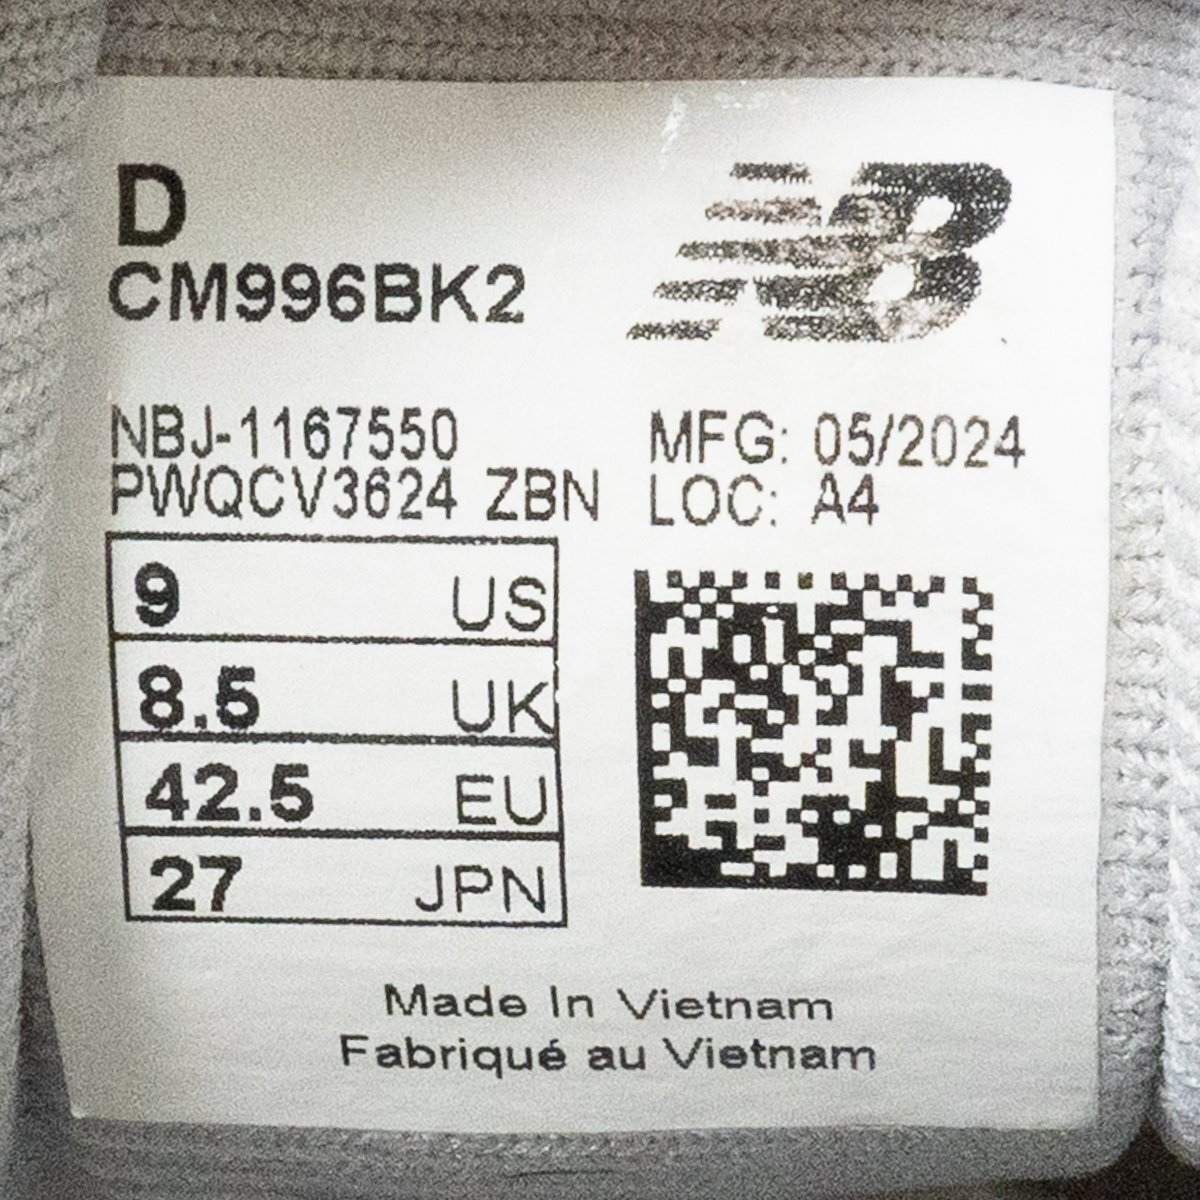 D
CM996BK2
NB
NBJ-1167550
PWQCV3624 ZBN
MFG: 05/2024
LOC: A4
9 US
8.5 UK
42.5 EU
27 JPN
Made In Vietnam
Fabriqué au Vietnam